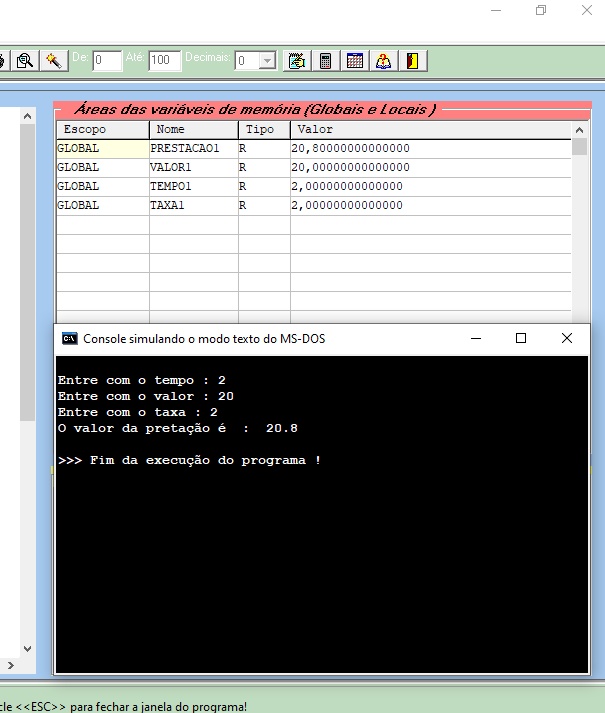 De: 0 Até: 100 Decimais: 0
Áreas das variáveis de memória (Globais e Locais )
Escopo Nome Tipo Valor
GLOBAL PRESTACAO1 R 20,80000000000000
GLOBAL VALOR1 R 20,00000000000000
GLOBAL TEMPO1 R 2,00000000000000
GLOBAL TAXA1 R 2,00000000000000
C:\ Console simulando o modo texto do MS-DOS
Entre com o tempo : 2
Entre com o valor : 20
Entre com o taxa : 2
O valor da pretação é  :  20.8
>>> Fim da execução do programa !
cle <<ESC>> para fechar a janela do programa!